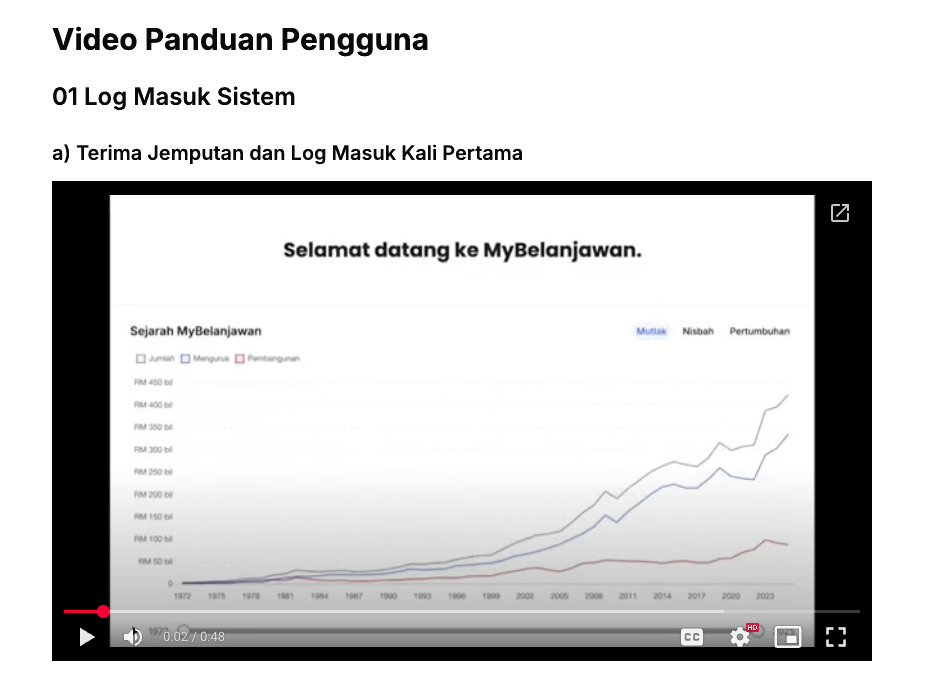 Video Panduan Pengguna
01 Log Masuk Sistem
a) Terima Jemputan dan Log Masuk Kali Pertama
Selamat datang ke MyBelanjawan.
Sejarah MyBelanjawan
Mutlak Nisbah Pertumbuhan
Jumlah Mengurus Pembangunan
RM 450 bil
RM 400 bil
RM 350 bil
RM 300 bil
RM 250 bil
RM 200 bil
RM 150 bil
RM 100 bil
RM 50 bil
0
1972 1975 1978 1981 1984 1987 1990 1993 1996 1999 2002 2005 2008 2011 2014 2017 2020 2023
0:02 / 0:48
CC
HD